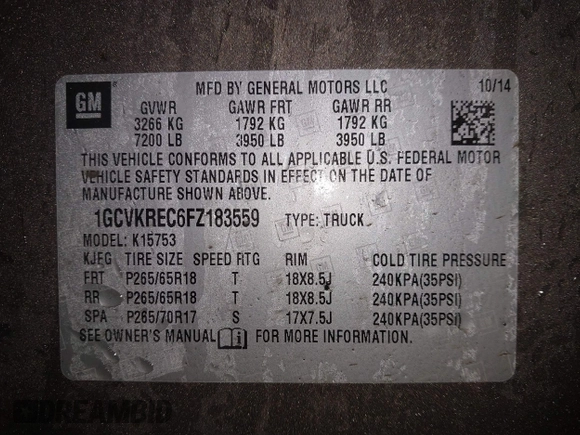 GM
MFD BY GENERAL MOTORS LLC 10/14
GVWR GAWR FRT GAWR RR
3266 KG 1792 KG 1792 KG
7200 LB 3950 LB 3950 LB
THIS VEHICLE CONFORMS TO ALL APPLICABLE U.S. FEDERAL MOTOR
VEHICLE SAFETY STANDARDS IN EFFECT ON THE DATE OF
MANUFACTURE SHOWN ABOVE.
1GCVKREC6FZ183559 TYPE: TRUCK
MODEL: K15753
KJFG TIRE SIZE SPEED RTG RIM COLD TIRE PRESSURE
FRT P265/65R18 T 18X8.5J 240KPA(35PSI)
RR P265/65R18 T 18X8.5J 240KPA(35PSI)
SPA P265/70R17 S 17X7.5J 240KPA(35PSI)
SEE OWNER'S MANUAL FOR MORE INFORMATION.
DREAMBID